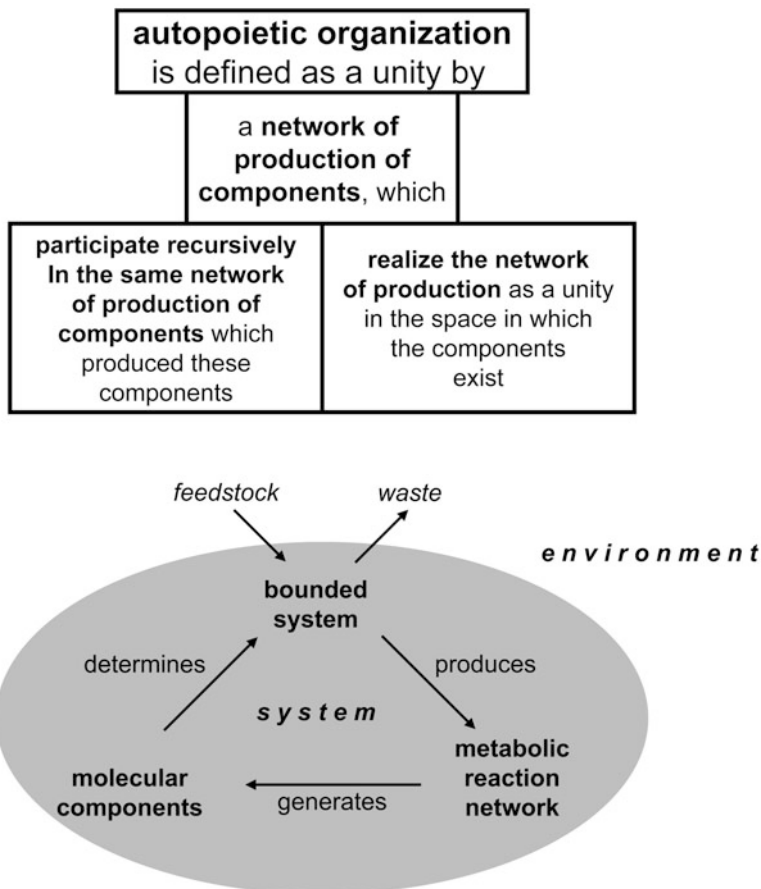 autopoietic organization
is defined as a unity by
a network of
production of
components, which
participate recursively
In the same network
of production of
components which
produced these
components
realize the network
of production as a unity
in the space in which
the components
exist
feedstock
waste
environment
bounded
system
determines
produces
system
metabolic
reaction
network
molecular
components
generates